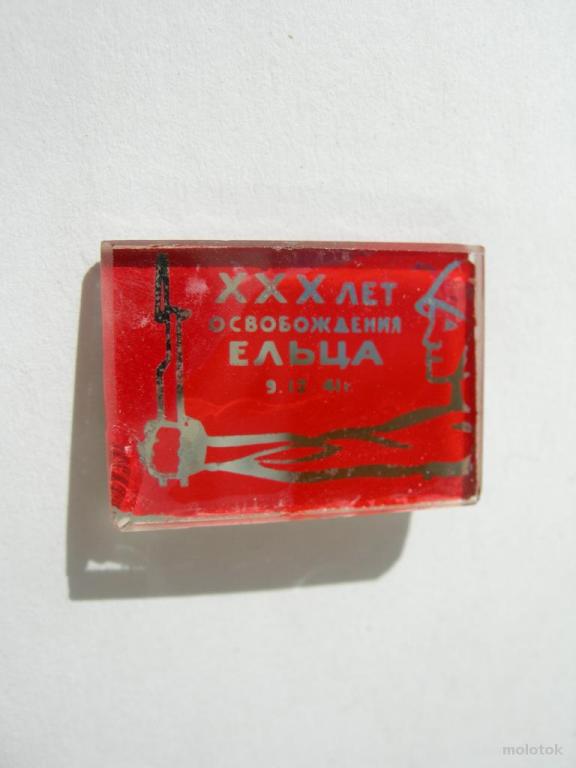 XXX ЛЕТ
ОСВОБОЖДЕНИЯ
ЕЛЬЦА
9. 12 41г.
molotok